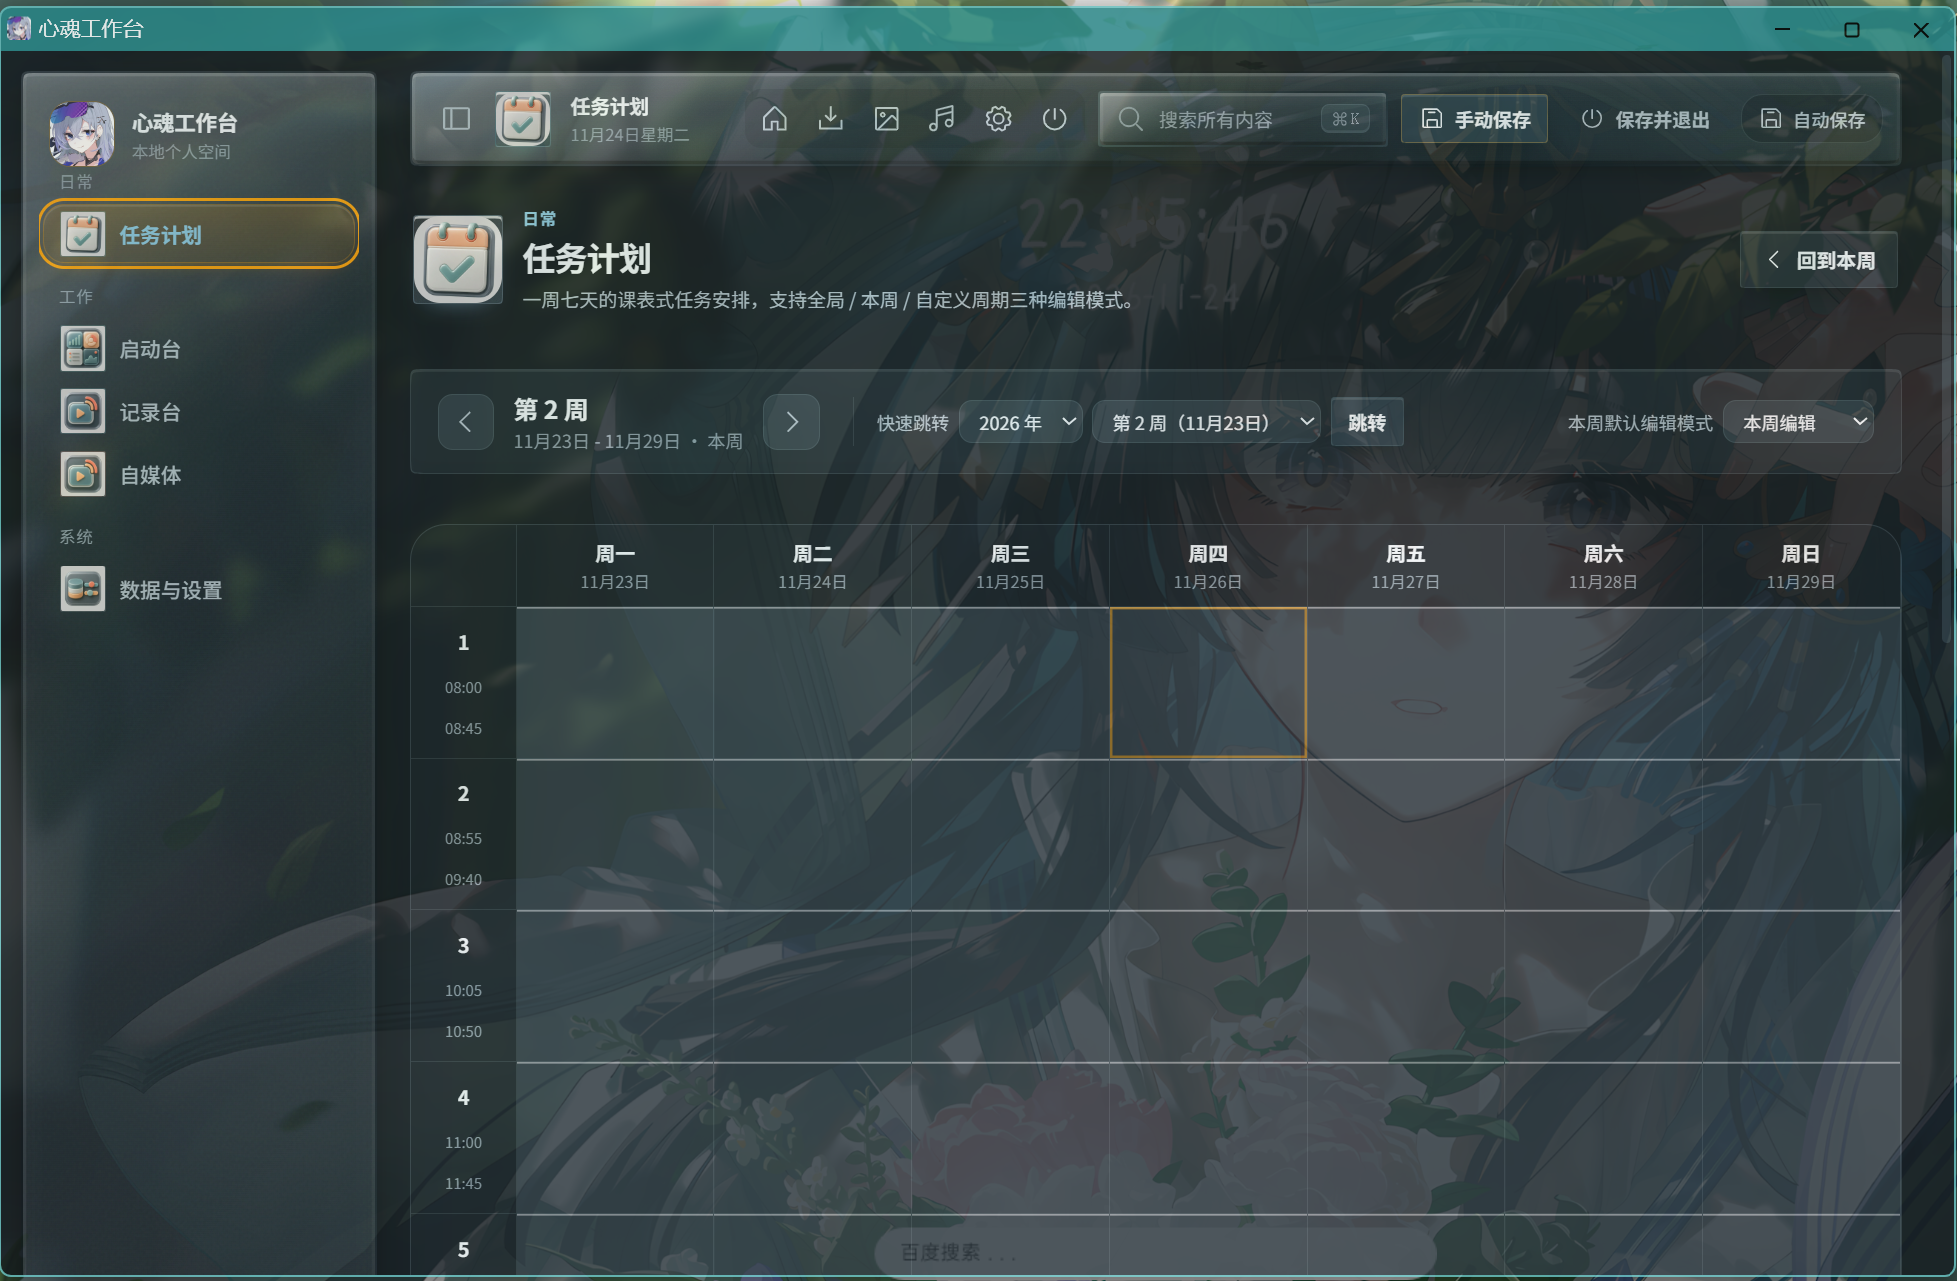 心魂工作台
心魂工作台
本地个人空间
日常
任务计划
工作
启动台
记录台
自媒体
系统
数据与设置
任务计划
11月24日星期二
搜索所有内容
⌘K
手动保存
保存并退出
自动保存
22:15:46
日常
任务计划
一周七天的课表式任务安排，支持全局 / 本周 / 自定义周期三种编辑模式。
回到本周
第 2 周
11月23日 - 11月29日 · 本周
快速跳转
2026 年
第 2 周（11月23日）
跳转
本周默认编辑模式
本周编辑
周一
11月23日
周二
11月24日
周三
11月25日
周四
11月26日
周五
11月27日
周六
11月28日
周日
11月29日
1
08:00
08:45
2
08:55
09:40
3
10:05
10:50
4
11:00
11:45
5
百度搜索 . . .